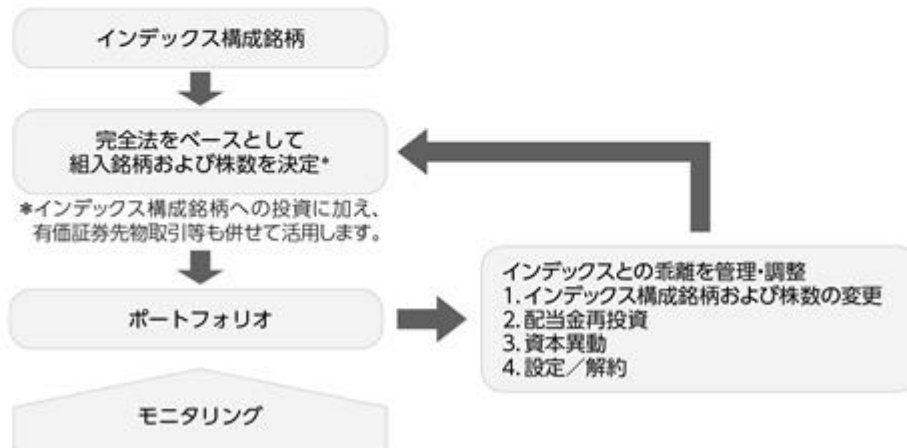 インデックス構成銘柄
完全法をベースとして
組入銘柄および株数を決定*
*インデックス構成銘柄への投資に加え、
有価証券先物取引等も併せて活用します。
ポートフォリオ
モニタリング
インデックスとの乖離を管理・調整
1.インデックス構成銘柄および株数の変更
2.配当金再投資
3.資本異動
4.設定／解約